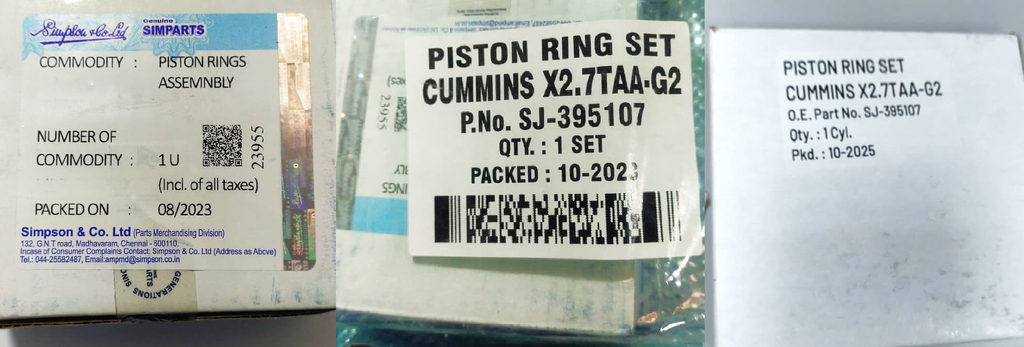 Simpson & Co. Ltd
Genuine
SIMPARTS
COMMODITY : PISTON RINGS
ASSEMNBLY
NUMBER OF
COMMODITY : 1 U
23955
(Incl. of all taxes)
PACKED ON : 08/2023
Simpson & Co. Ltd (Parts Merchandising Division)
132, G.N.T road, Madhavaram, Chennai - 600110.
Incase of Consumer Complaints Contact: Simpson & Co. Ltd (Address as Above)
Tel.: 044-25582487, Email:ampmd@simpson.co.in
GENERATIONS
PARTS
PISTON RING SET
CUMMINS X2.7TAA-G2
P.No. SJ-395107
QTY. : 1 SET
PACKED : 10-2023
23955
PISTON RING SET
CUMMINS X2.7TAA-G2
O.E. Part No. SJ-395107
Qty. : 1 Cyl.
Pkd. : 10-2025